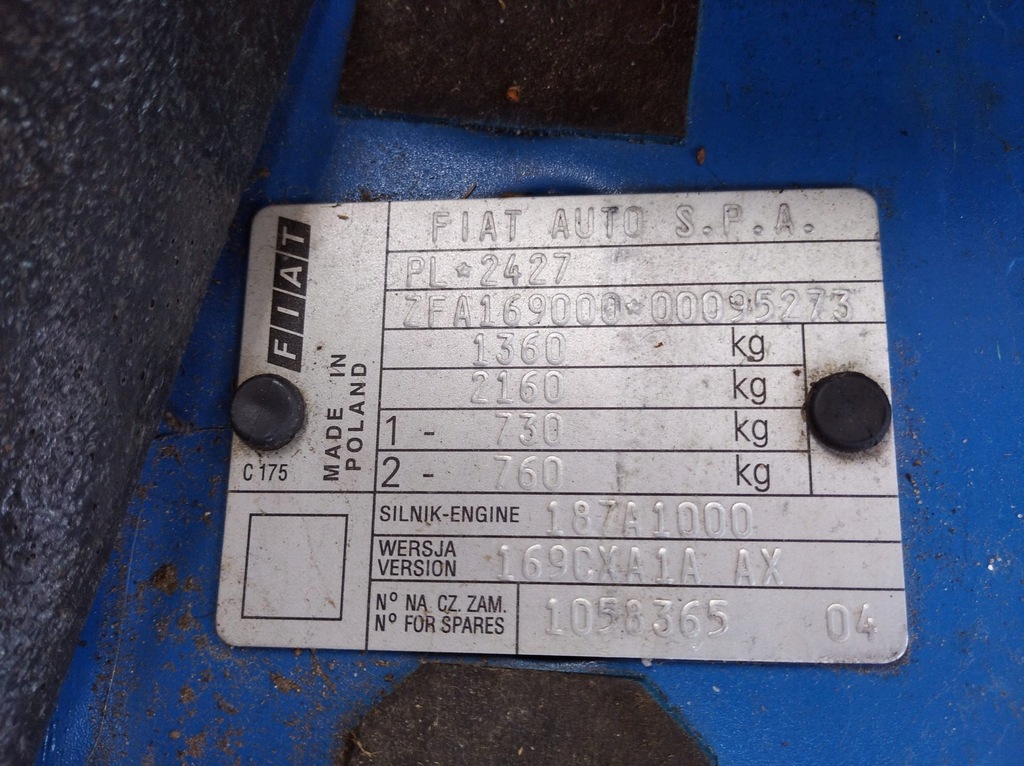 FIAT
MADE IN
POLAND
C 175
FIAT AUTO S.P.A.
PL*2427
ZFA169000*00095273
1360 kg
2160 kg
1 - 730 kg
2 - 760 kg
SILNIK-ENGINE 187A1000
WERSJA
VERSION 169CXA1A AX
N° NA CZ. ZAM.
N° FOR SPARES 1058365 04